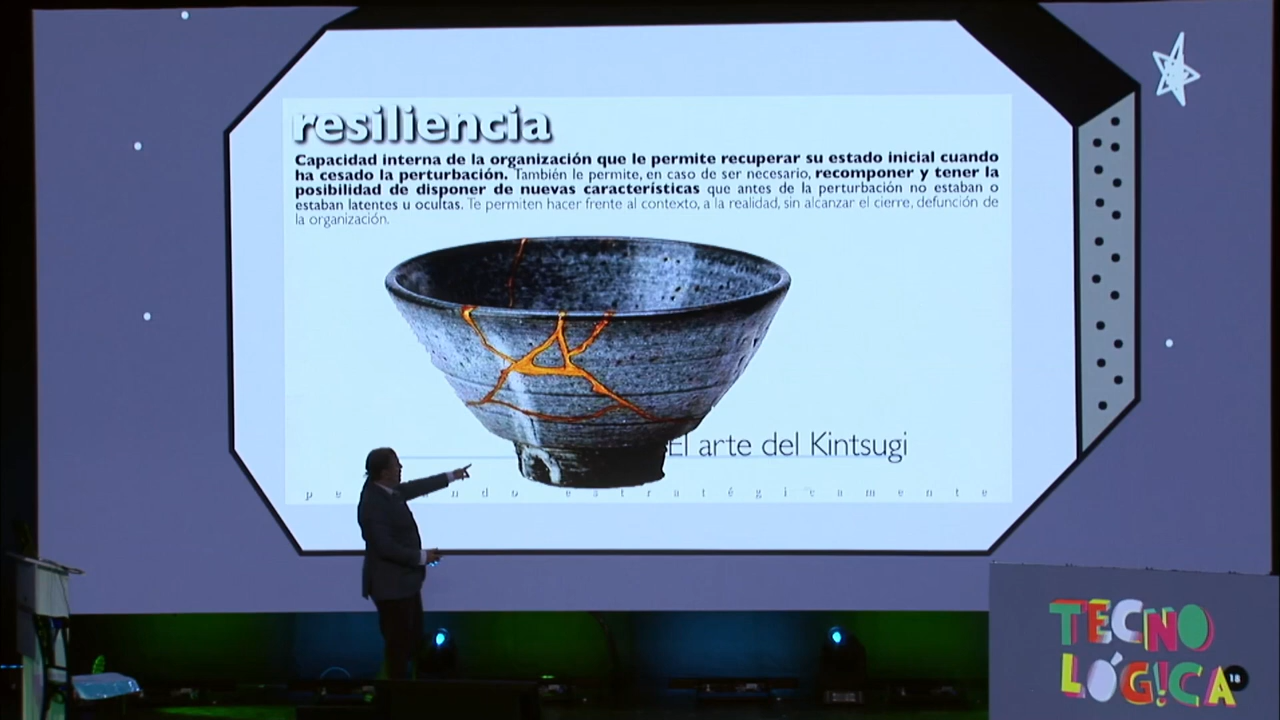 resiliencia
Capacidad interna de la organización que le permite recuperar su estado inicial cuando
ha cesado la perturbación. También le permite, en caso de ser necesario, recomponer y tener la
posibilidad de disponer de nuevas características que antes de la perturbación no estaban o
estaban latentes u ocultas. Te permiten hacer frente al contexto, a la realidad, sin alcanzar el cierre, defunción de
la organización.
El arte del Kintsugi
estratégicamente
TECNO
LÓG!CA 18